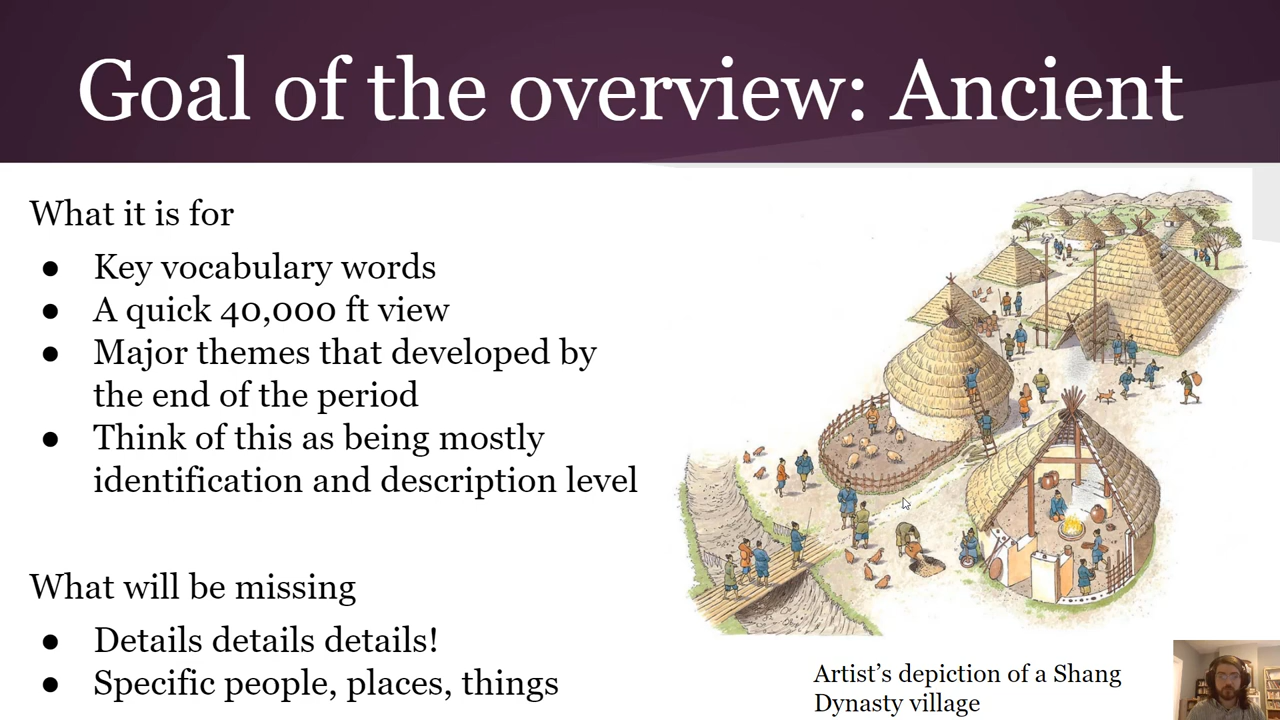 Goal of the overview: Ancient
What it is for
● Key vocabulary words
● A quick 40,000 ft view
● Major themes that developed by
the end of the period
● Think of this as being mostly
identification and description level
What will be missing
● Details details details!
● Specific people, places, things
Artist's depiction of a Shang
Dynasty village